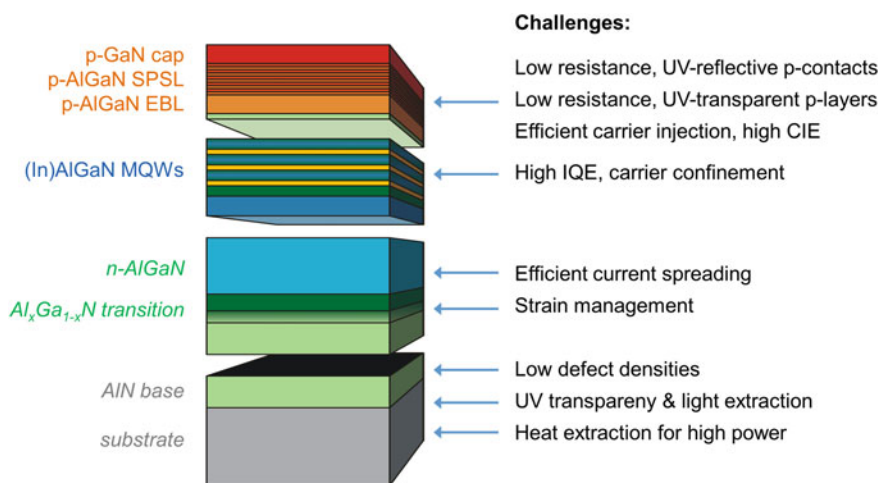 Challenges:
p-GaN cap
p-AlGaN SPSL
p-AlGaN EBL
Low resistance, UV-reflective p-contacts
Low resistance, UV-transparent p-layers
Efficient carrier injection, high CIE
(In)AlGaN MQWs
High IQE, carrier confinement
n-AlGaN
Efficient current spreading
AlxGa1-xN transition
Strain management
Low defect densities
AlN base
UV transpareny & light extraction
substrate
Heat extraction for high power